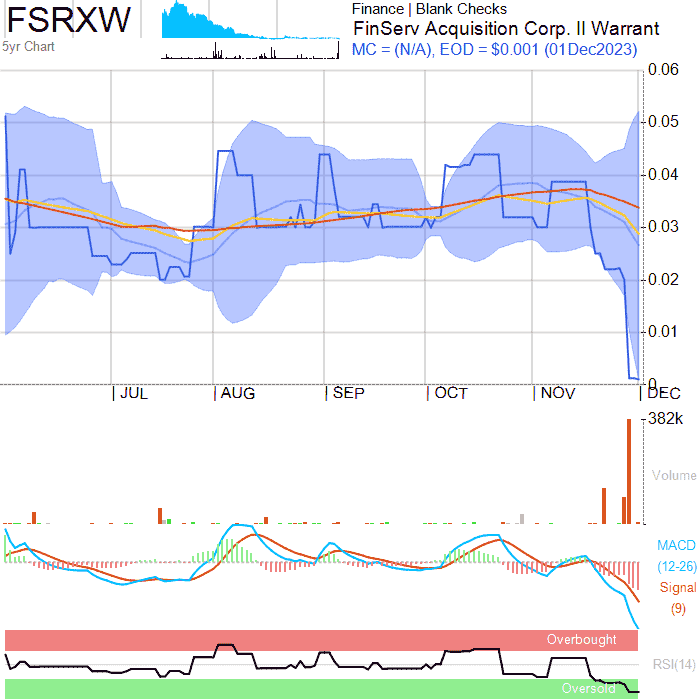 FSRXW
5yr Chart
Finance | Blank Checks
FinServ Acquisition Corp. II Warrant
MC = (N/A), EOD = $0.001 (01Dec2023)
0.06
0.05
0.04
0.03
0.02
0.01
0
JUL AUG SEP OCT NOV DEC
382k
Volume
MACD
(12-26)
Signal
(9)
Overbought
RSI(14)
Oversold